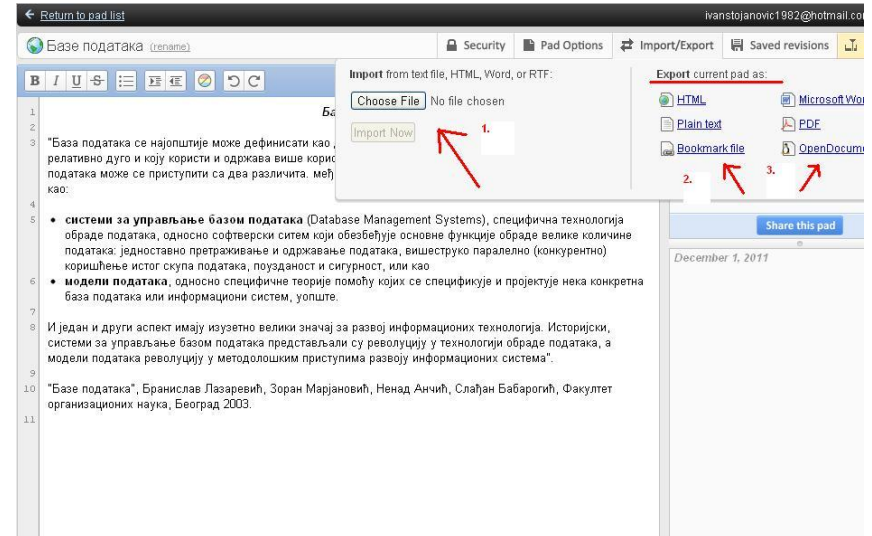 Return to pad list
ivanstojanovic1982@hotmail.co
Базе података (rename)
Security
Pad Options
Import/Export
Saved revisions
B I U S
Import from text file, HTML, Word, or RTF:
Choose File No file chosen
Import Now
1.
Export current pad as:
HTML
Microsoft Wor
Plain text
PDF
Bookmark file
OpenDocume
2.
3.
Share this pad
December 1, 2011
1 Ба
2
3 "База података се најопштије може дефинисати као
релативно дуго и коју користи и одржава више корис
података може се приступити са два различита. међ
као:
4
5 • системи за управљање базом података (Database Management Systems), специфична технологија
обраде података, односно софтверски ситем који обезбеђује основне функције обраде велике количине
података: једноставно претраживање и одржавање података, вишеструко паралелно (конкурентно)
коришћење истог скупа података, поузданост и сигурност, или као
6 • модели података, односно специфичне теорије помоћу којих се спецификује и пројектује нека конкретна
база података или информациони систем, уопште.
7
8 И један и други аспект имају изузетно велики значај за развој информационих технологија. Историјски,
системи за управљање базом података представљали су револуцију у технологији обраде података, а
модели података револуцију у методолошким приступима развоју информационих система".
9
10 "Базе података", Бранислав Лазаревић, Зоран Марјановић, Ненад Анчић, Слађан Бабарогић, Факултет
организационих наука, Београд 2003.
11